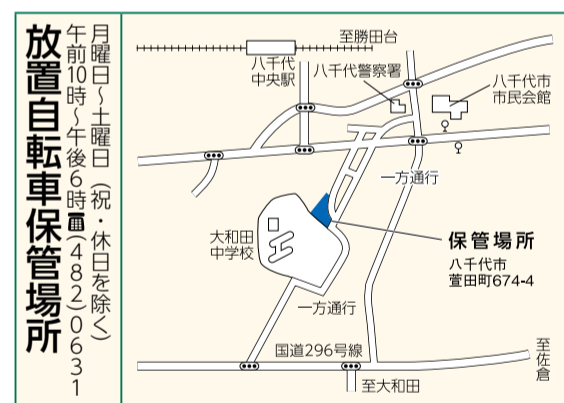 放置自転車保管場所
月曜日～土曜日（祝・休日を除く）
午前10時～午後6時☎(482)0631
至勝田台
八千代
中央駅
八千代警察署
八千代市
市民会館
一方通行
大和田
中学校
保管場所
八千代市
萱田町674-4
一方通行
国道296号線
至佐倉
至大和田